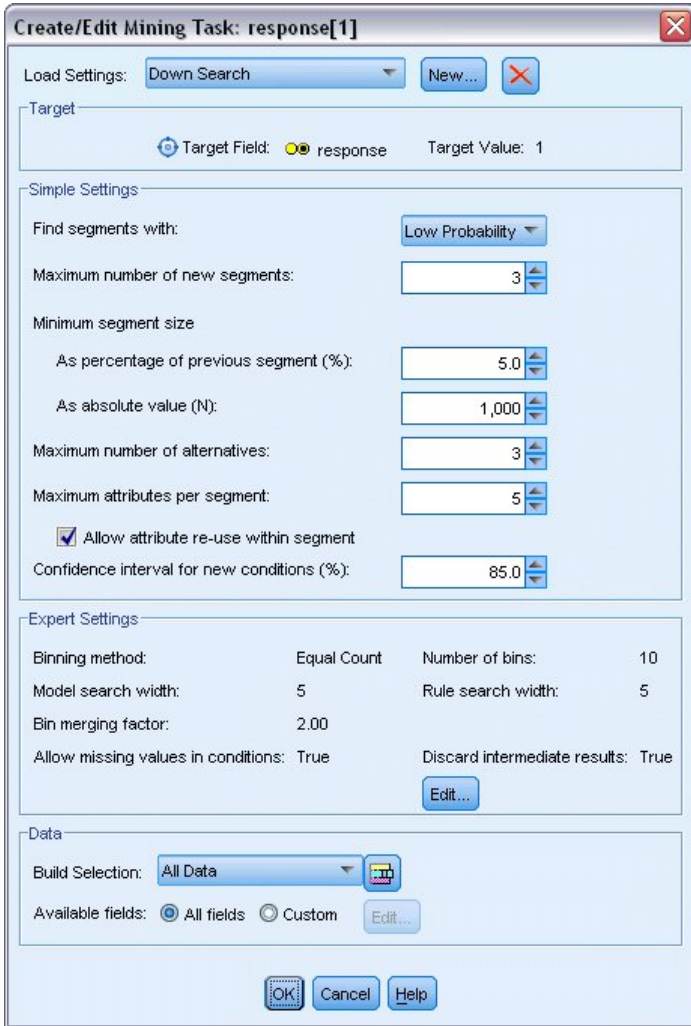 Create/Edit Mining Task: response[1]
Load Settings: Down Search New...
Target
Target Field: response Target Value: 1
Simple Settings
Find segments with: Low Probability
Maximum number of new segments: 3
Minimum segment size
As percentage of previous segment (%): 5.0
As absolute value (N): 1,000
Maximum number of alternatives: 3
Maximum attributes per segment: 5
Allow attribute re-use within segment
Confidence interval for new conditions (%): 85.0
Expert Settings
Binning method: Equal Count Number of bins: 10
Model search width: 5 Rule search width: 5
Bin merging factor: 2.00
Allow missing values in conditions: True Discard intermediate results: True
Edit...
Data
Build Selection: All Data
Available fields: All fields Custom Edit...
OK Cancel Help